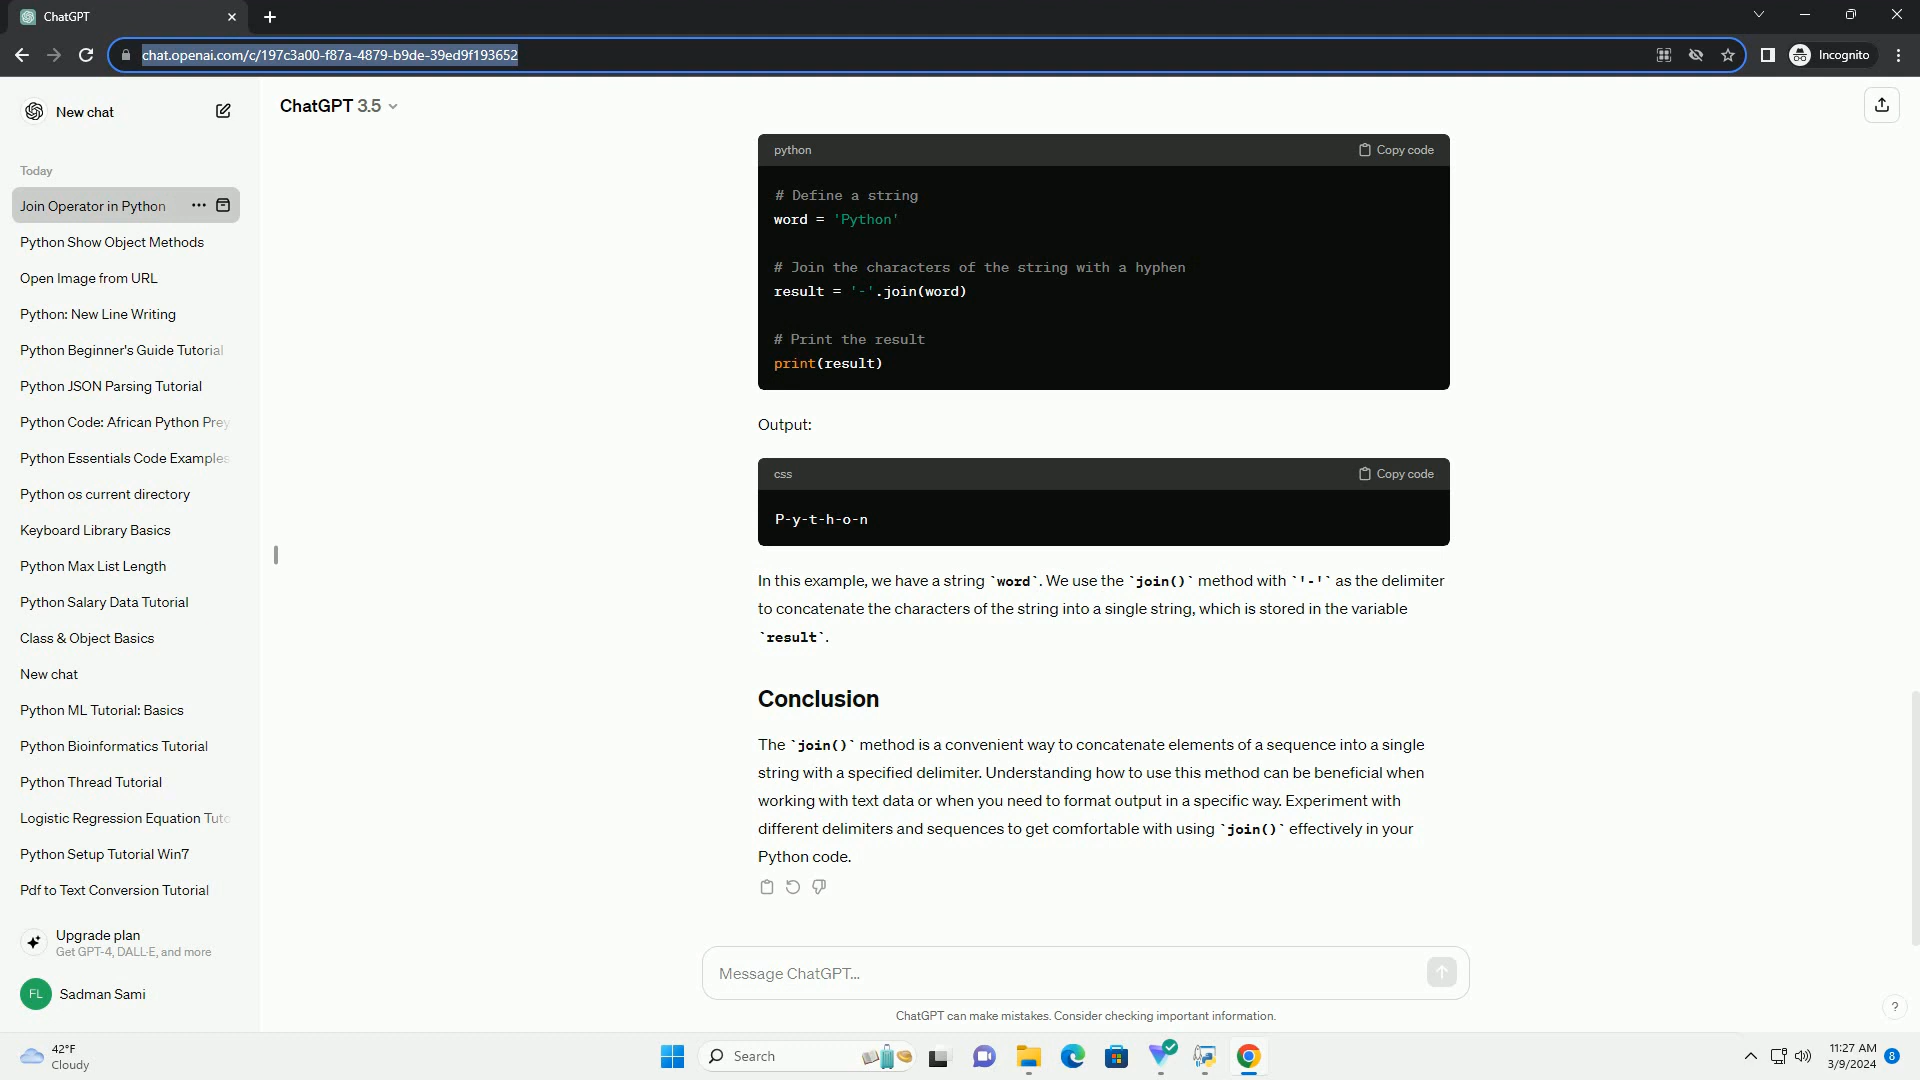 ChatGPT
chat.openai.com/c/197c3a00-f87a-4879-b9de-39ed9f193652
Incognito
New chat
ChatGPT 3.5
Today
Join Operator in Python
Python Show Object Methods
Open Image from URL
Python: New Line Writing
Python Beginner's Guide Tutorial
Python JSON Parsing Tutorial
Python Code: African Python Prey
Python Essentials Code Examples
Python os current directory
Keyboard Library Basics
Python Max List Length
Python Salary Data Tutorial
Class & Object Basics
New chat
Python ML Tutorial: Basics
Python Bioinformatics Tutorial
Python Thread Tutorial
Logistic Regression Equation Tuto
Python Setup Tutorial Win7
Pdf to Text Conversion Tutorial
Upgrade plan
Get GPT-4, DALL·E, and more
FL Sadman Sami
python Copy code
# Define a string
word = 'Python'
# Join the characters of the string with a hyphen
result = '-'.join(word)
# Print the result
print(result)
Output:
css Copy code
P-y-t-h-o-n
In this example, we have a string `word`. We use the `join()` method with `'-'` as the delimiter
to concatenate the characters of the string into a single string, which is stored in the variable
`result`.
Conclusion
The `join()` method is a convenient way to concatenate elements of a sequence into a single
string with a specified delimiter. Understanding how to use this method can be beneficial when
working with text data or when you need to format output in a specific way. Experiment with
different delimiters and sequences to get comfortable with using `join()` effectively in your
Python code.
Message ChatGPT...
ChatGPT can make mistakes. Consider checking important information.
?
42°F
Cloudy
Search
11:27 AM
3/9/2024
8